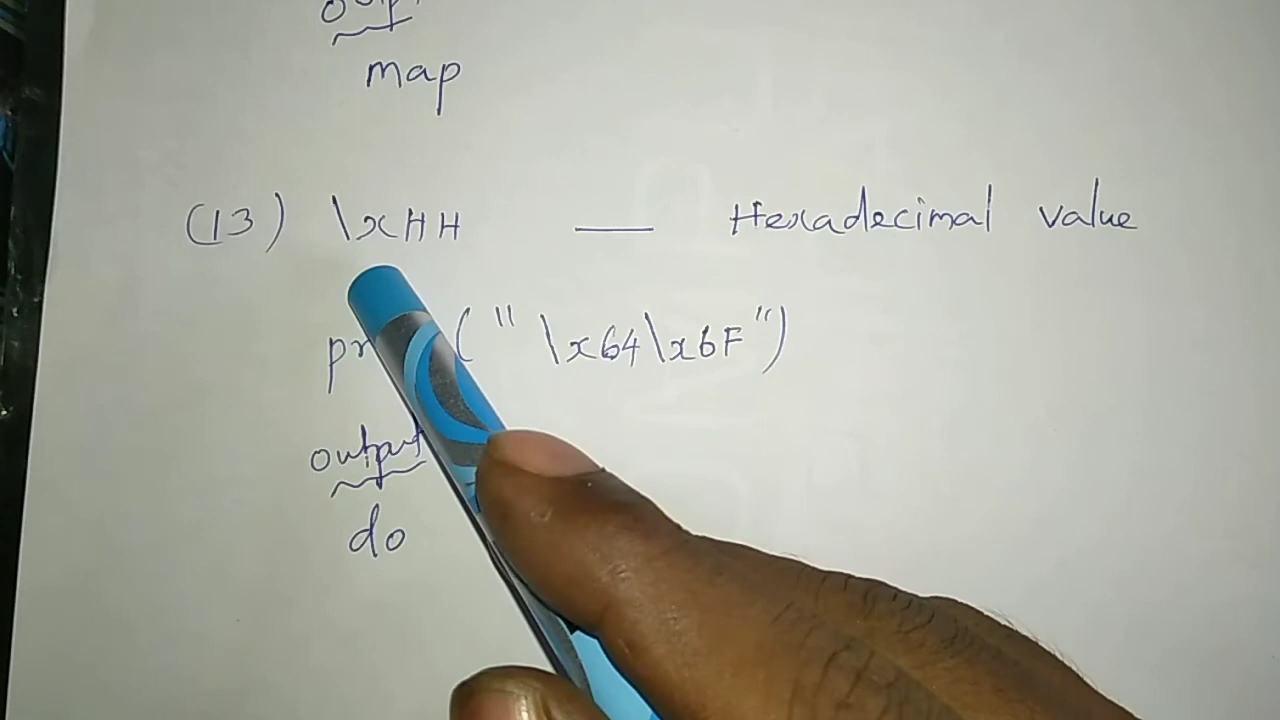 map
(13) \xHH — Hexadecimal value
("\x64\x6F")
output
do